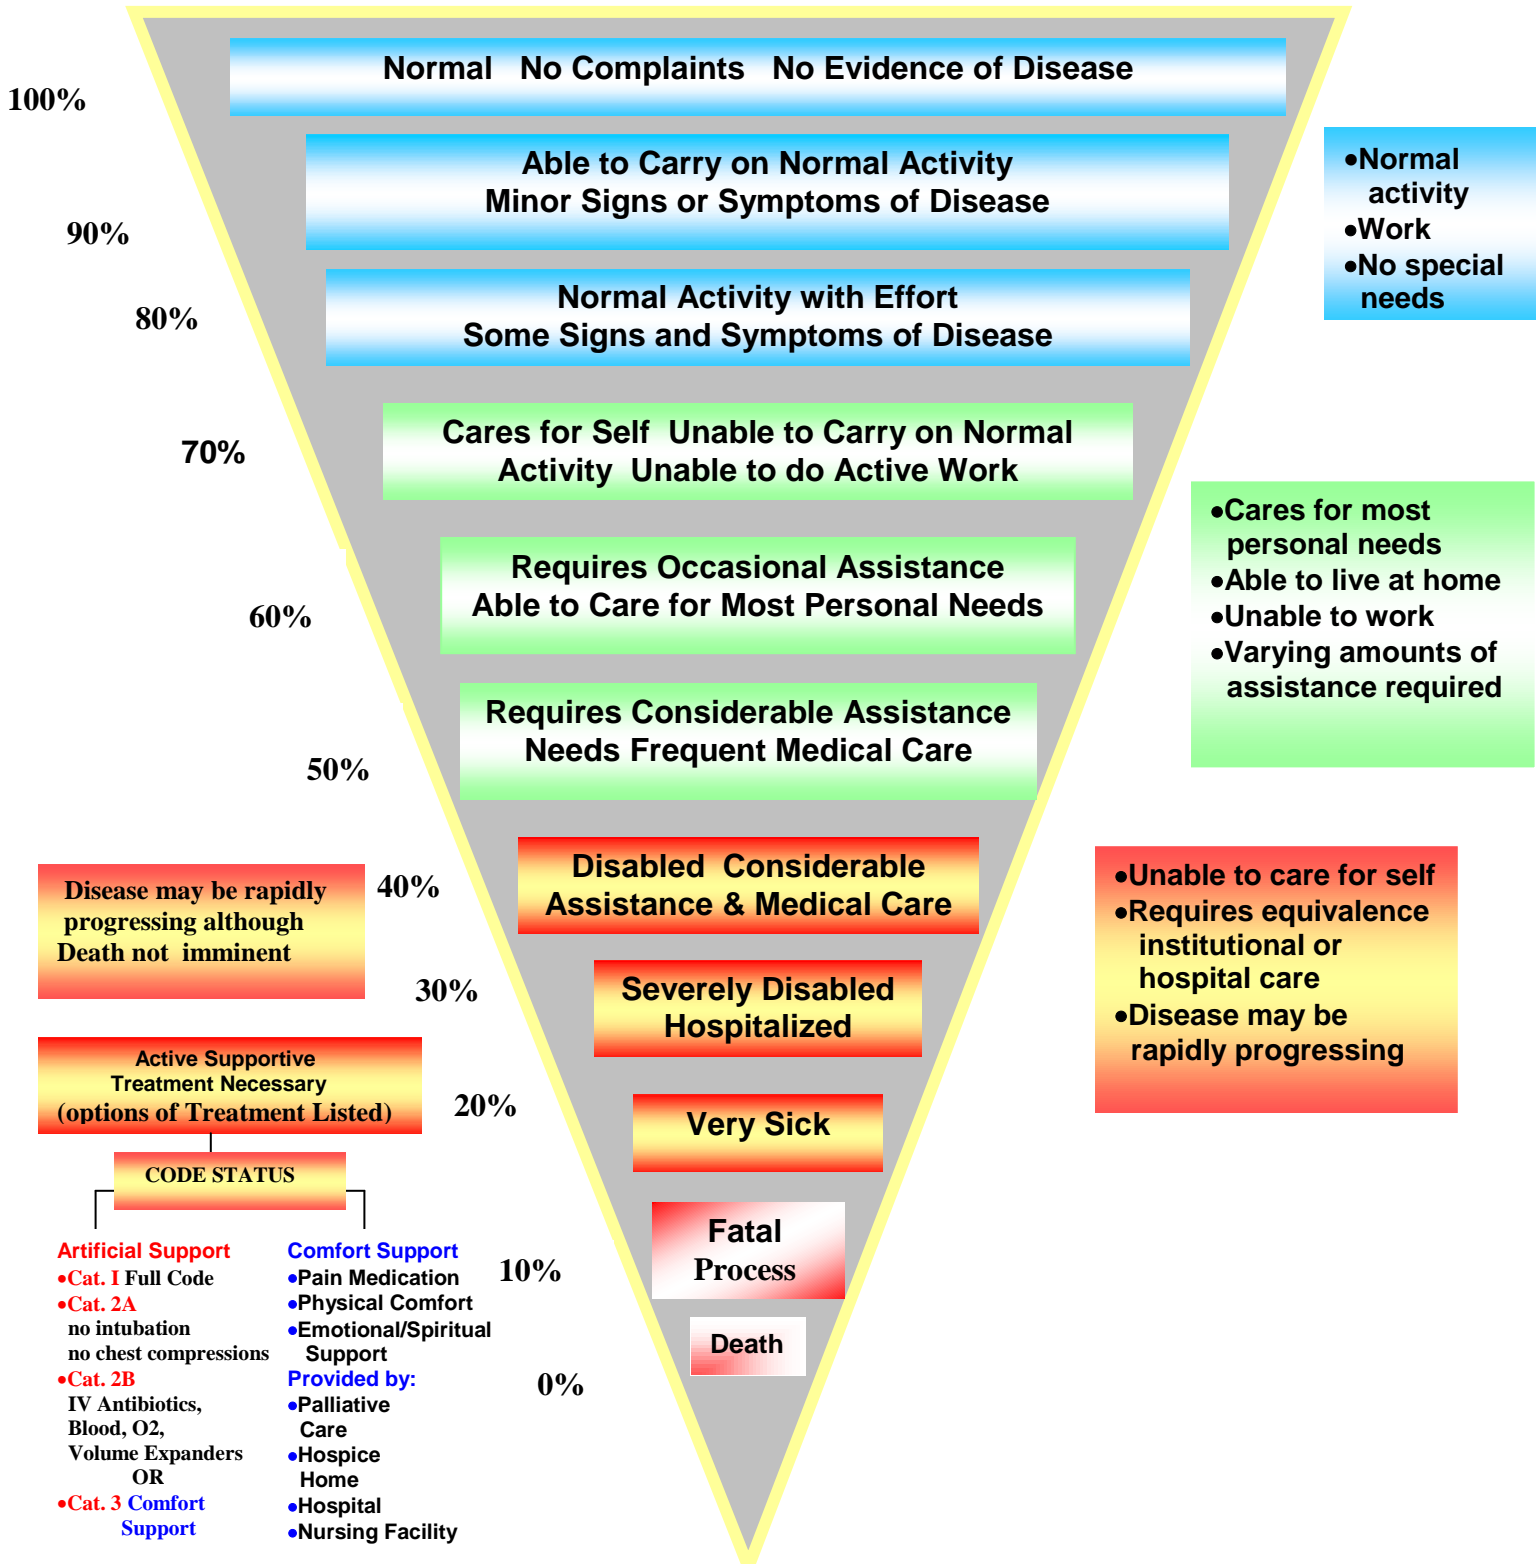 Normal No Complaints No Evidence of Disease
100%
Able to Carry on Normal Activity
Minor Signs or Symptoms of Disease
90%
Normal Activity with Effort
Some Signs and Symptoms of Disease
80%
•Normal
activity
•Work
•No special
needs
Cares for Self Unable to Carry on Normal
Activity Unable to do Active Work
70%
Requires Occasional Assistance
Able to Care for Most Personal Needs
60%
Requires Considerable Assistance
Needs Frequent Medical Care
50%
•Cares for most
personal needs
•Able to live at home
•Unable to work
•Varying amounts of
assistance required
Disabled Considerable
Assistance & Medical Care
40%
Disease may be rapidly
progressing although
Death not imminent
Severely Disabled
Hospitalized
30%
•Unable to care for self
•Requires equivalence
institutional or
hospital care
•Disease may be
rapidly progressing
Very Sick
20%
Active Supportive
Treatment Necessary
(options of Treatment Listed)
CODE STATUS
Fatal
Process
10%
Death
0%
Artificial Support
•Cat. I Full Code
•Cat. 2A
no intubation
no chest compressions
•Cat. 2B
IV Antibiotics,
Blood, O2,
Volume Expanders
OR
•Cat. 3 Comfort
Support
Comfort Support
•Pain Medication
•Physical Comfort
•Emotional/Spiritual
Support
Provided by:
•Palliative
Care
•Hospice
Home
•Hospital
•Nursing Facility